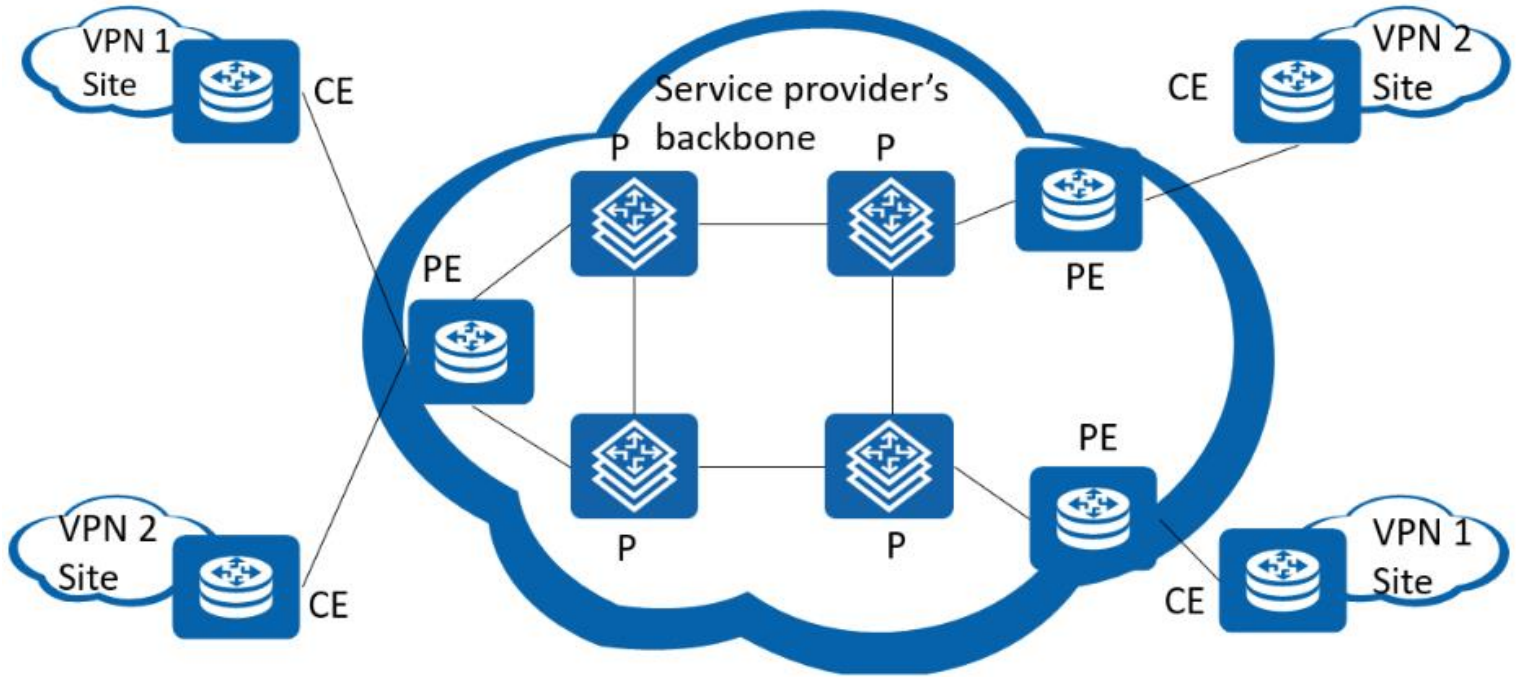 VPN 1
Site
CE
VPN 2
Site
CE
Service provider's
backbone
P
P
PE
PE
PE
P
P
VPN 2
Site
CE
VPN 1
Site
CE